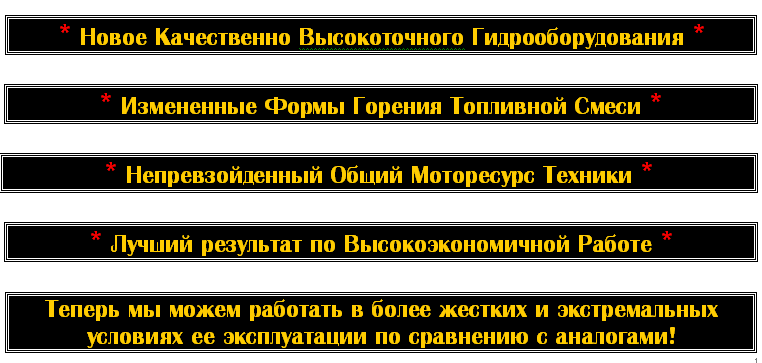 * Новое Качественно Высокоточного Гидрооборудования *
* Измененные Формы Горения Топливной Смеси *
* Непревзойденный Общий Моторесурс Техники *
* Лучший результат по Высокоэкономичной Работе *
Теперь мы можем работать в более жестких и экстремальных
условиях ее эксплуатации по сравнению с аналогами!